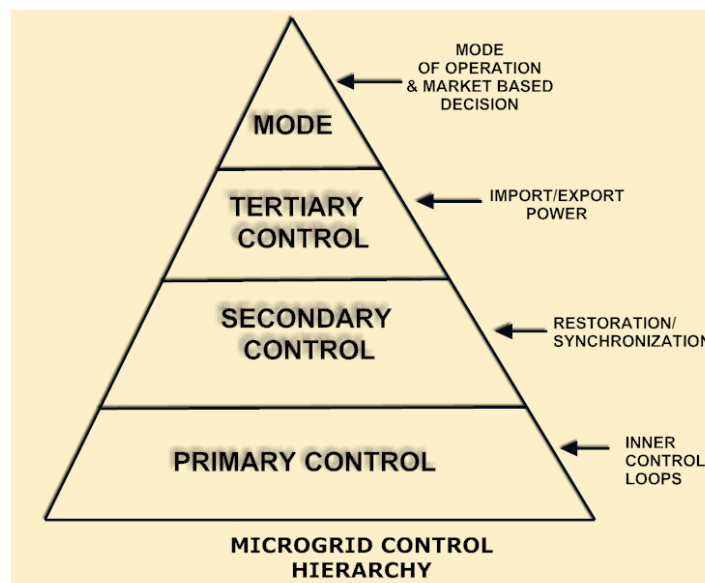 MODE
OF OPERATION
& MARKET BASED
DECISION
MODE
TERTIARY
CONTROL
IMPORT/EXPORT
POWER
SECONDARY
CONTROL
RESTORATION/
SYNCHRONIZATION
PRIMARY CONTROL
INNER
CONTROL
LOOPS
MICROGRID CONTROL
HIERARCHY